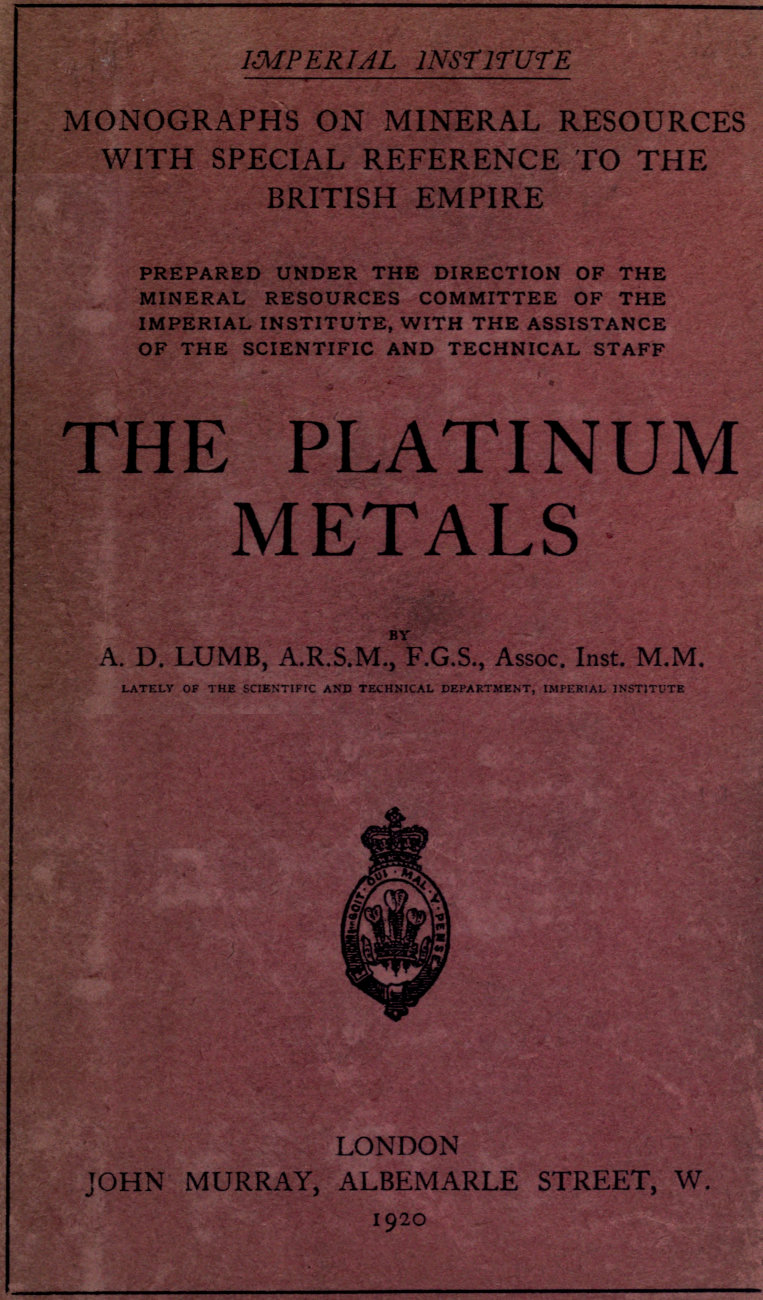 IMPERIAL INSTITUTE
MONOGRAPHS ON MINERAL RESOURCES
WITH SPECIAL REFERENCE TO THE
BRITISH EMPIRE
PREPARED UNDER THE DIRECTION OF THE
MINERAL RESOURCES COMMITTEE OF THE
IMPERIAL INSTITUTE, WITH THE ASSISTANCE
OF THE SCIENTIFIC AND TECHNICAL STAFF
THE PLATINUM
METALS
BY
A. D. LUMB, A.R.S.M., F.G.S., Assoc. Inst. M.M.
LATELY OF THE SCIENTIFIC AND TECHNICAL DEPARTMENT, IMPERIAL INSTITUTE
HONI · SOIT · QUI · MAL · Y · PENSE
LONDON
JOHN MURRAY, ALBEMARLE STREET, W.
1920